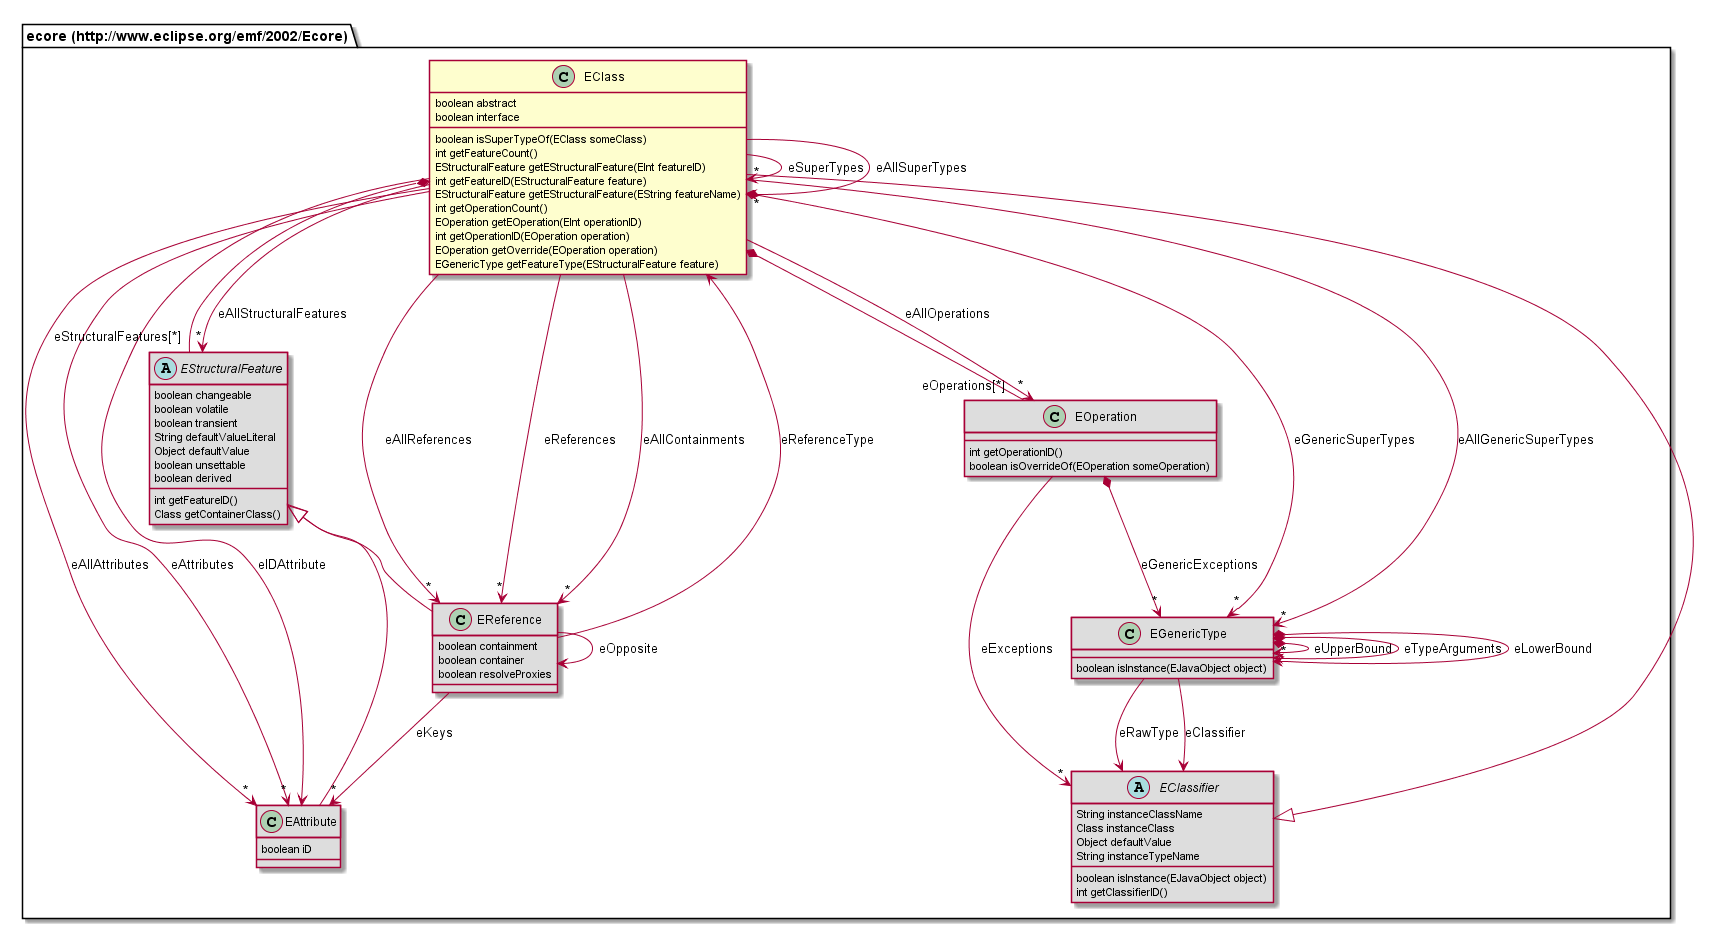 ecore (http://www.eclipse.org/emf/2002/Ecore)
C EClass
boolean abstract
boolean interface
boolean isSuperTypeOf(EClass someClass)
int getFeatureCount()
EStructuralFeature getEStructuralFeature(EInt featureID)
int getFeatureID(EStructuralFeature feature)
EStructuralFeature getEStructuralFeature(EString featureName)
int getOperationCount()
EOperation getEOperation(EInt operationID)
int getOperationID(EOperation operation)
EOperation getOverride(EOperation operation)
EGenericType getFeatureType(EStructuralFeature feature)
* eSuperTypes
eAllSuperTypes
*
eAllStructuralFeatures
eStructuralFeatures[*]
*
eAllOperations
eOperations[*]
*
A EStructuralFeature
boolean changeable
boolean volatile
boolean transient
String defaultValueLiteral
Object defaultValue
boolean unsettable
boolean derived
int getFeatureID()
Class getContainerClass()
C EOperation
int getOperationID()
boolean isOverrideOf(EOperation someOperation)
eAllReferences
eReferences
eAllContainments
eReferenceType
eGenericSuperTypes
eAllGenericSuperTypes
eAllAttributes
eAttributes
eIDAttribute
eGenericExceptions
*
*
*
*
*
*
C EReference
boolean containment
boolean container
boolean resolveProxies
eOpposite
C EGenericType
boolean isInstance(EJavaObject object)
*
eUpperBound
eTypeArguments
eLowerBound
eExceptions
eKeys
eRawType
eClassifier
*
*
*
*
C EAttribute
boolean iD
A EClassifier
String instanceClassName
Class instanceClass
Object defaultValue
String instanceTypeName
boolean isInstance(EJavaObject object)
int getClassifierID()